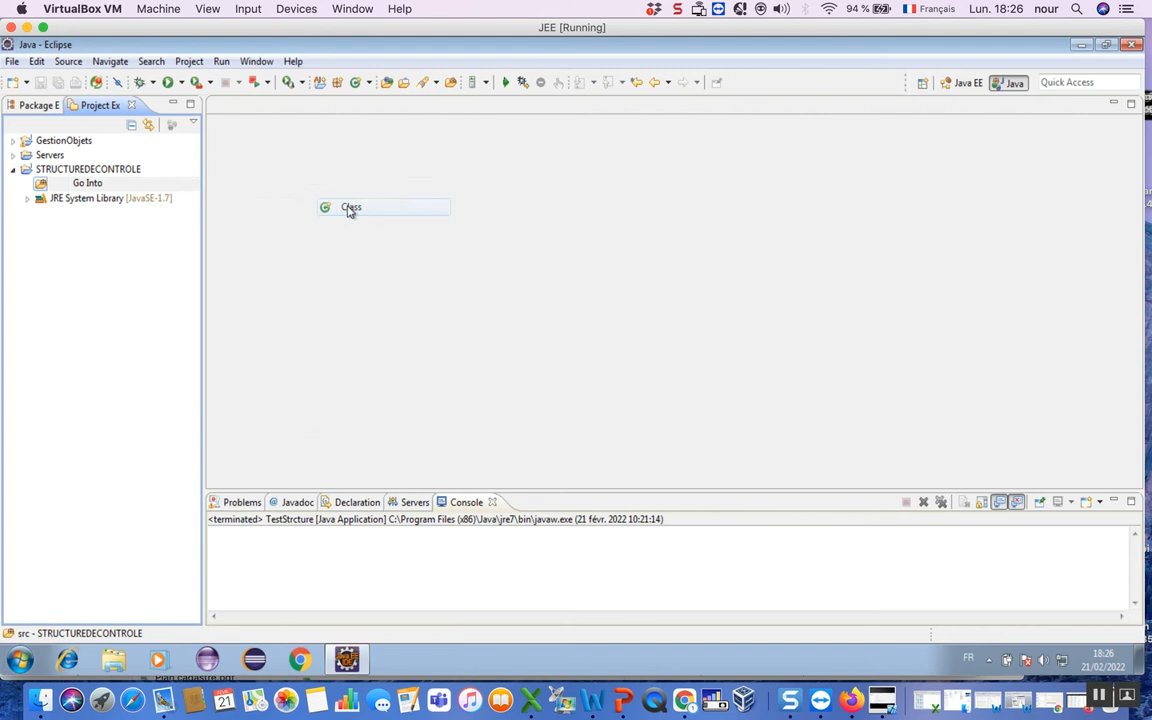 VirtualBox VM Machine View Input Devices Window Help 94 % Français Lun. 18:26 nour
JEE [Running]
Java - Eclipse
File Edit Source Navigate Search Project Run Window Help
Java EE Java Quick Access
Package E Project Ex
GestionObjets
Servers
STRUCTUREDECONTROLE
Go Into
JRE System Library [JavaSE-1.7]
Class
Problems Javadoc Declaration Servers Console
<terminated> TestStrcture [Java Application] C:\Program Files (x86)\Java\jre7\bin\javaw.exe (21 févr. 2022 10:21:14)
src - STRUCTUREDECONTROLE
FR 18:26
21/02/2022
Plan cadastre.pdf